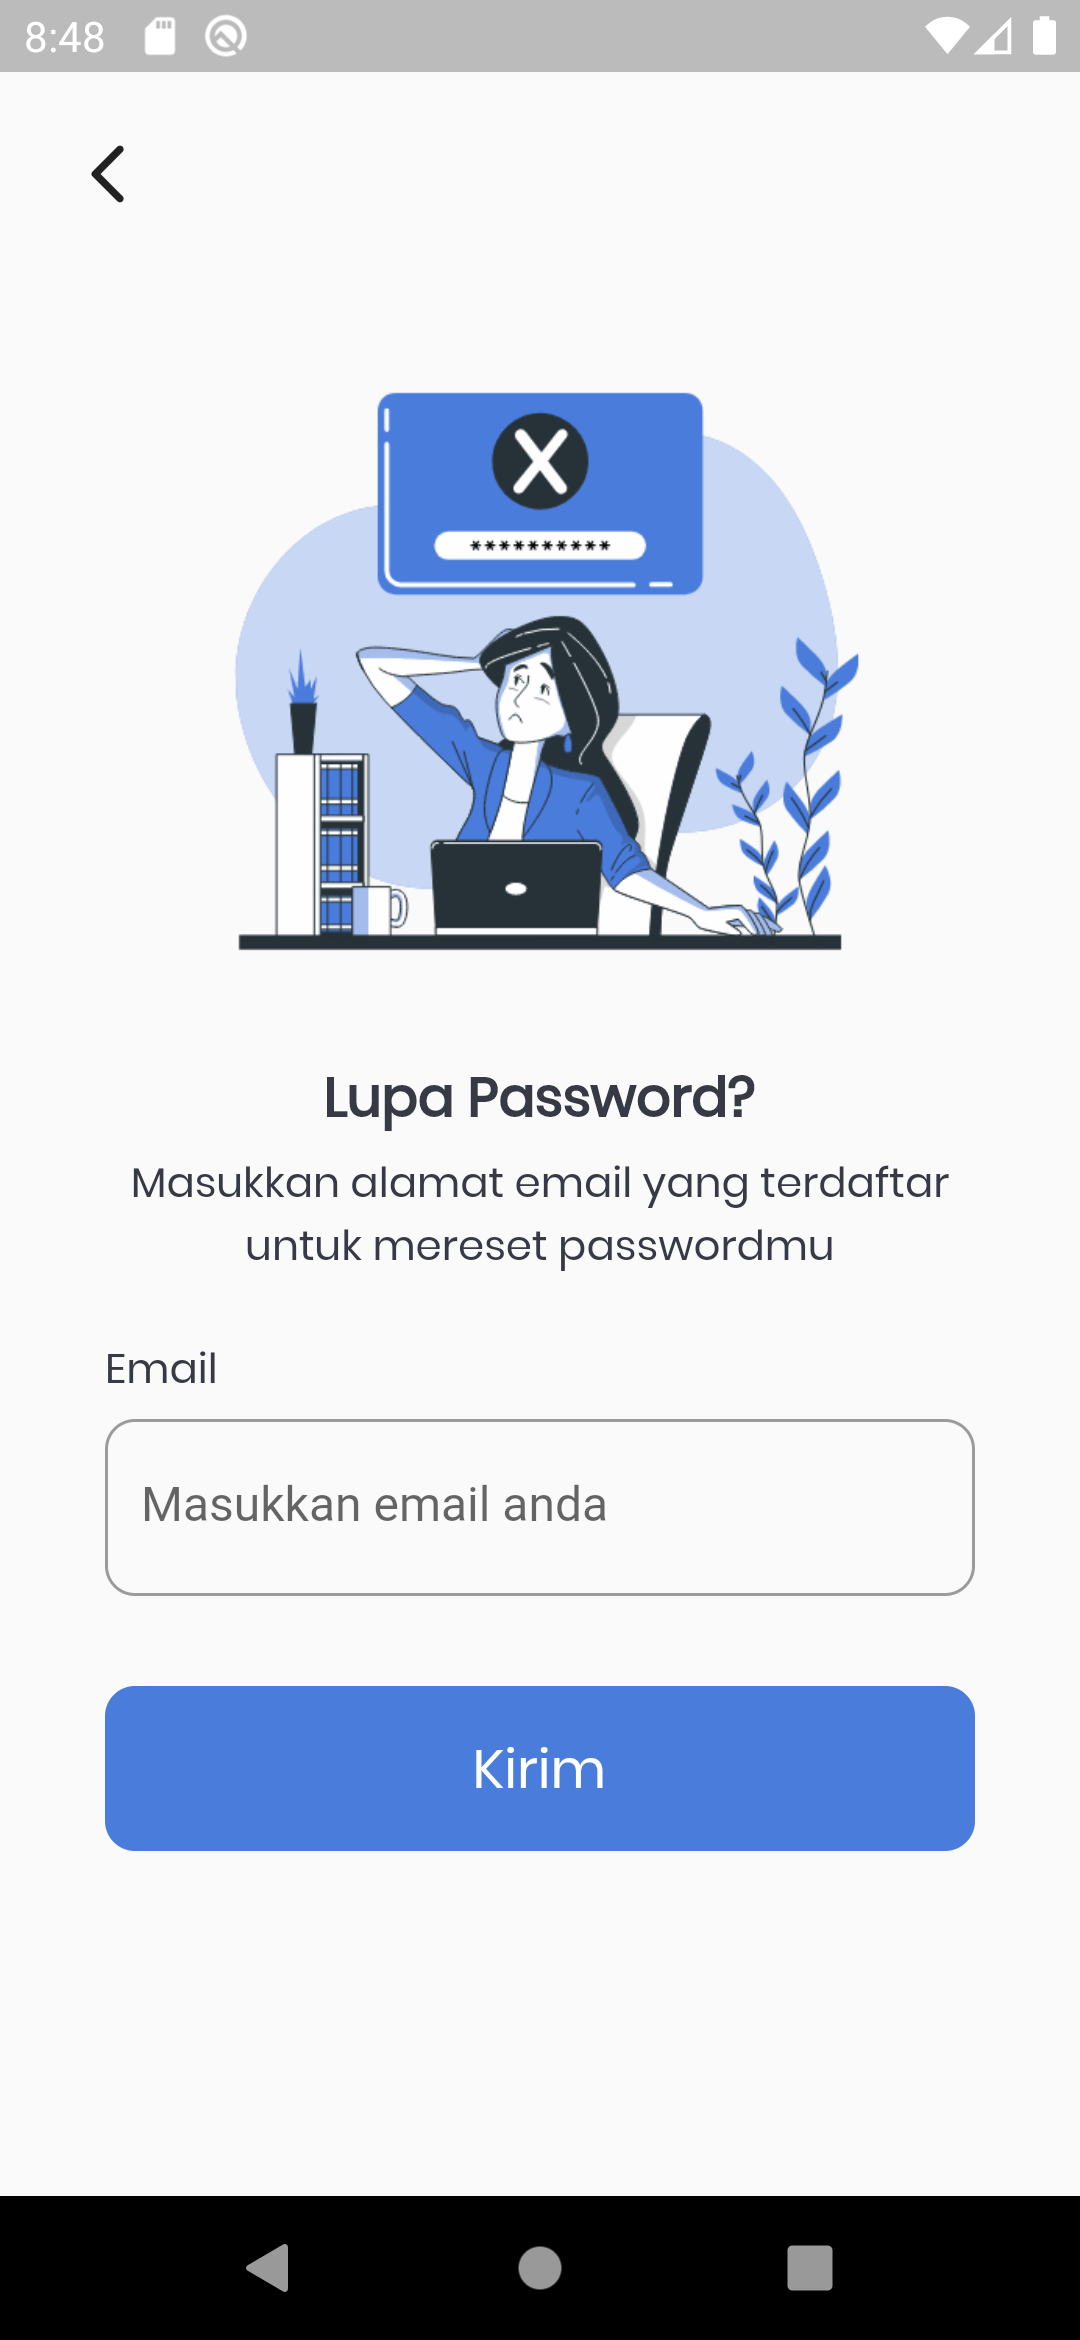 8:48
**********
Lupa Password?
Masukkan alamat email yang terdaftar
untuk mereset passwordmu
Email
Masukkan email anda
Kirim